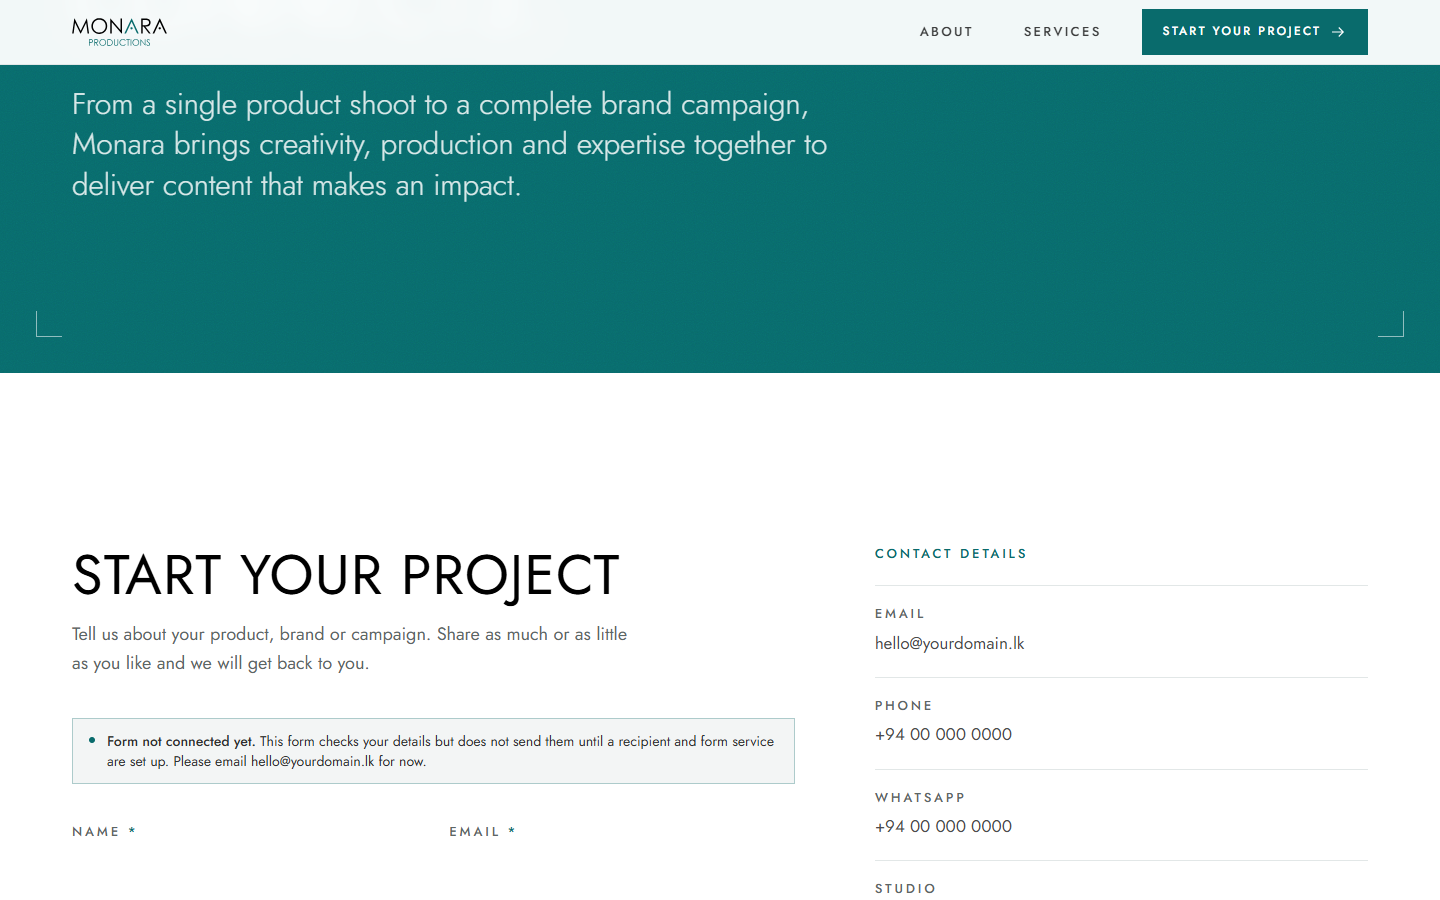 MONARA
PRODUCTIONS
ABOUT
SERVICES
START YOUR PROJECT →
From a single product shoot to a complete brand campaign,
Monara brings creativity, production and expertise together to
deliver content that makes an impact.
START YOUR PROJECT
Tell us about your product, brand or campaign. Share as much or as little
as you like and we will get back to you.
Form not connected yet. This form checks your details but does not send them until a recipient and form service
are set up. Please email hello@yourdomain.lk for now.
NAME *
EMAIL *
CONTACT DETAILS
EMAIL
hello@yourdomain.lk
PHONE
+94 00 000 0000
WHATSAPP
+94 00 000 0000
STUDIO